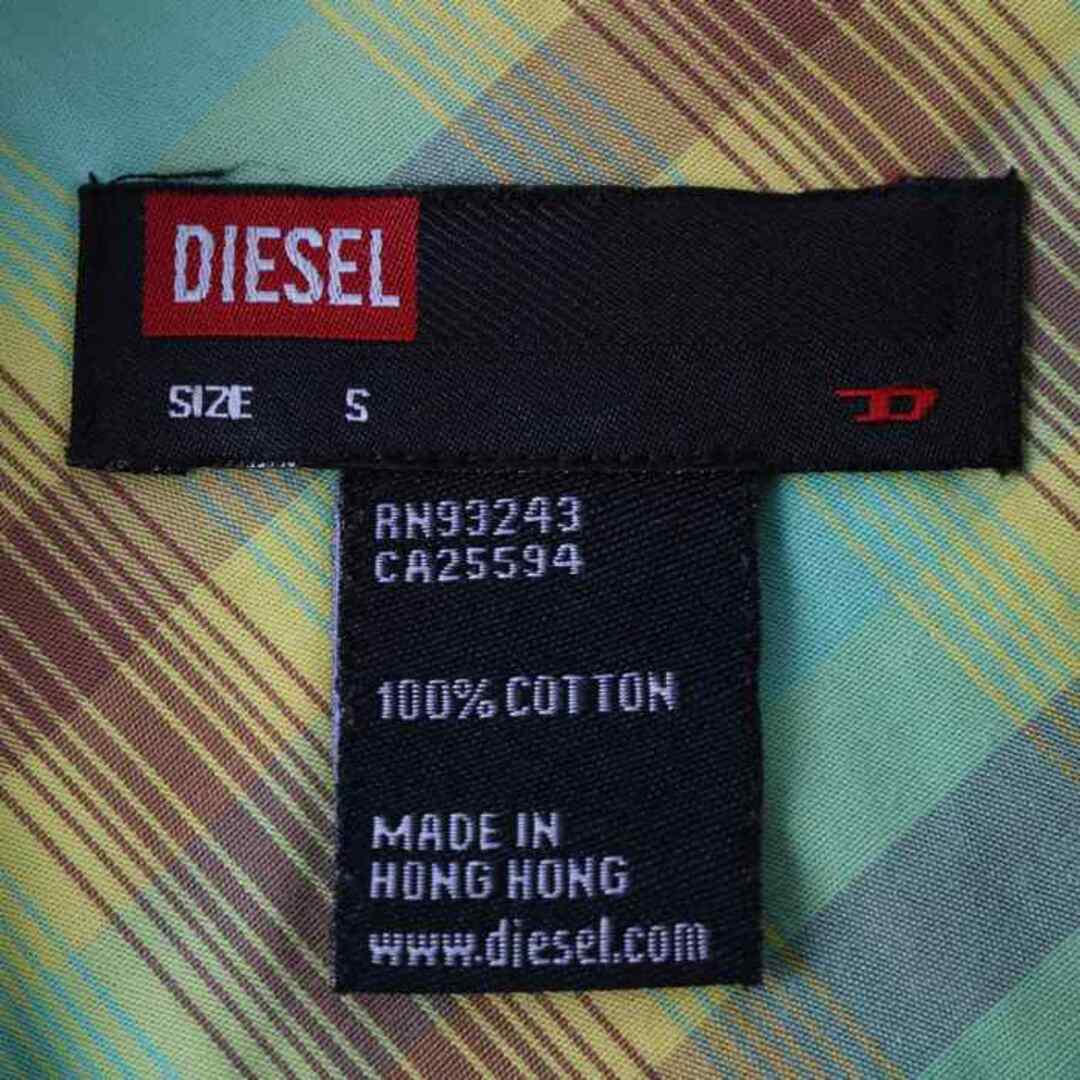 DIESEL
SIZE S
RN93243
CA25594
100% COTTON
MADE IN
HONG HONG
www.diesel.com